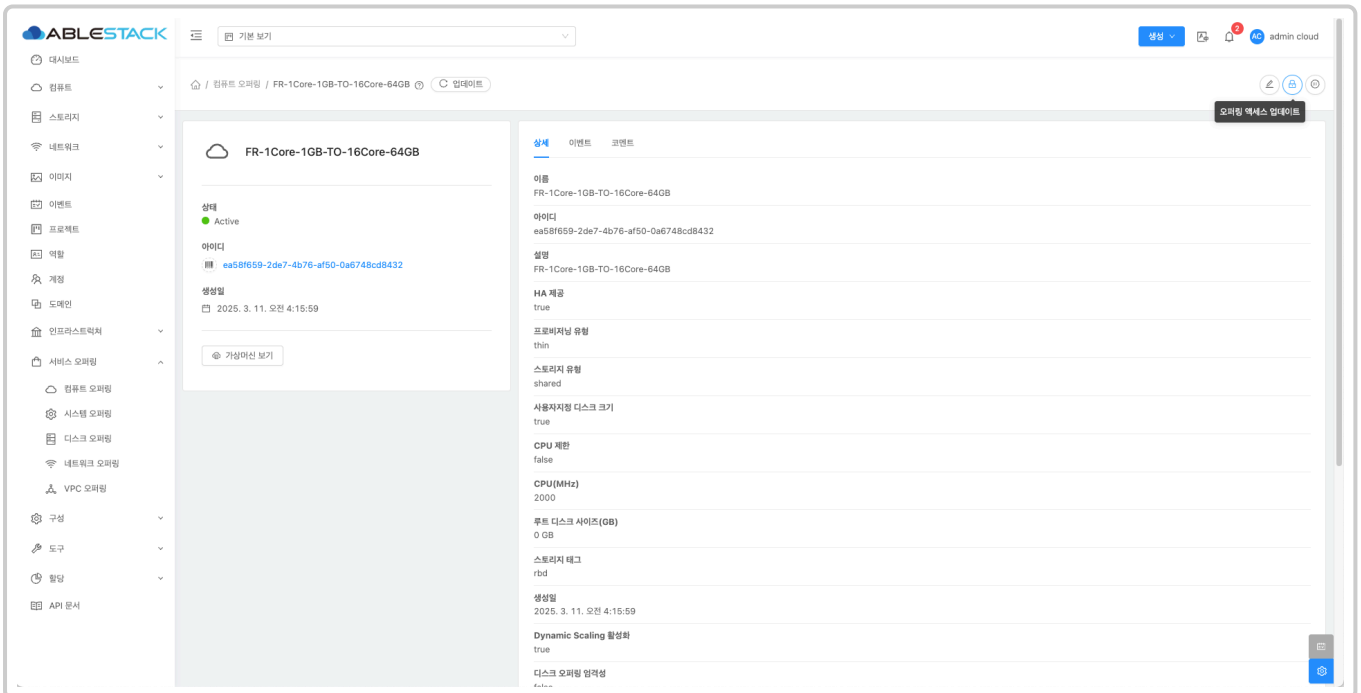 ABLESTACK
기본 보기
생성
2
AC
admin cloud
대시보드
컴퓨트
스토리지
네트워크
이미지
이벤트
프로젝트
역할
계정
도메인
인프라스트럭쳐
서비스 오퍼링
컴퓨트 오퍼링
시스템 오퍼링
디스크 오퍼링
네트워크 오퍼링
VPC 오퍼링
구성
도구
할당
API 문서
/ 컴퓨트 오퍼링 / FR-1Core-1GB-TO-16Core-64GB
업데이트
오퍼링 액세스 업데이트
FR-1Core-1GB-TO-16Core-64GB
상태
Active
아이디
ea58f659-2de7-4b76-af50-0a6748cd8432
생성일
2025. 3. 11. 오전 4:15:59
가상머신 보기
상세 이벤트 코멘트
이름
FR-1Core-1GB-TO-16Core-64GB
아이디
ea58f659-2de7-4b76-af50-0a6748cd8432
설명
FR-1Core-1GB-TO-16Core-64GB
HA 제공
true
프로비저닝 유형
thin
스토리지 유형
shared
사용자지정 디스크 크기
true
CPU 제한
false
CPU(MHz)
2000
루트 디스크 사이즈(GB)
0 GB
스토리지 태그
rbd
생성일
2025. 3. 11. 오전 4:15:59
Dynamic Scaling 활성화
true
디스크 오퍼링 엄격성
false